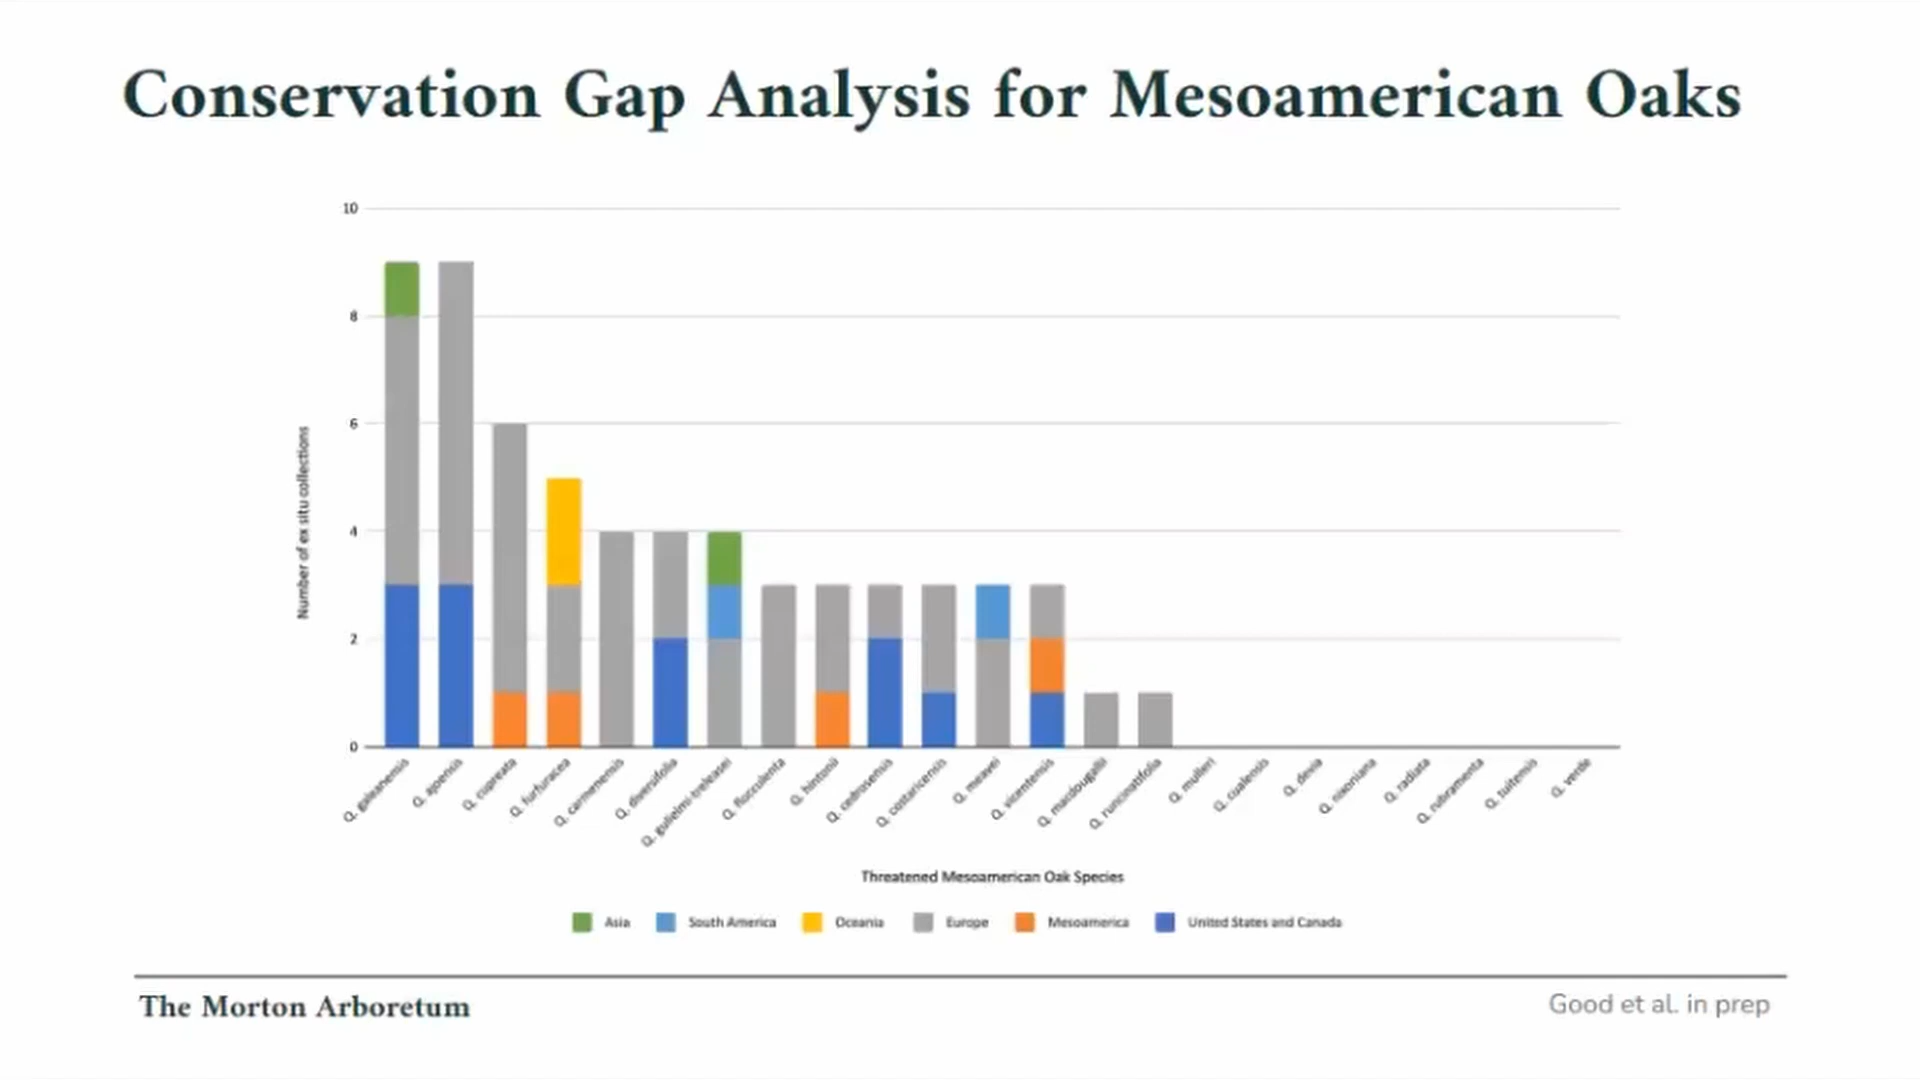 Conservation Gap Analysis for Mesoamerican Oaks
10
8
6
4
2
0
Number of ex situ collections
Q. galeanensis
Q. ajoensis
Q. cupreata
Q. furfuracea
Q. carmenensis
Q. diversifolia
Q. gulielmi-treleasei
Q. flocculenta
Q. hintonii
Q. cedrosensis
Q. costaricensis
Q. meavei
Q. vicentensis
Q. macdougallii
Q. runcinatifolia
Q. mulleri
Q. cualensis
Q. devia
Q. nixoniana
Q. radiata
Q. rubramenta
Q. tuitensis
Q. verde
Threatened Mesoamerican Oak Species
Asia South America Oceania Europe Mesoamerica United States and Canada
The Morton Arboretum
Good et al. in prep